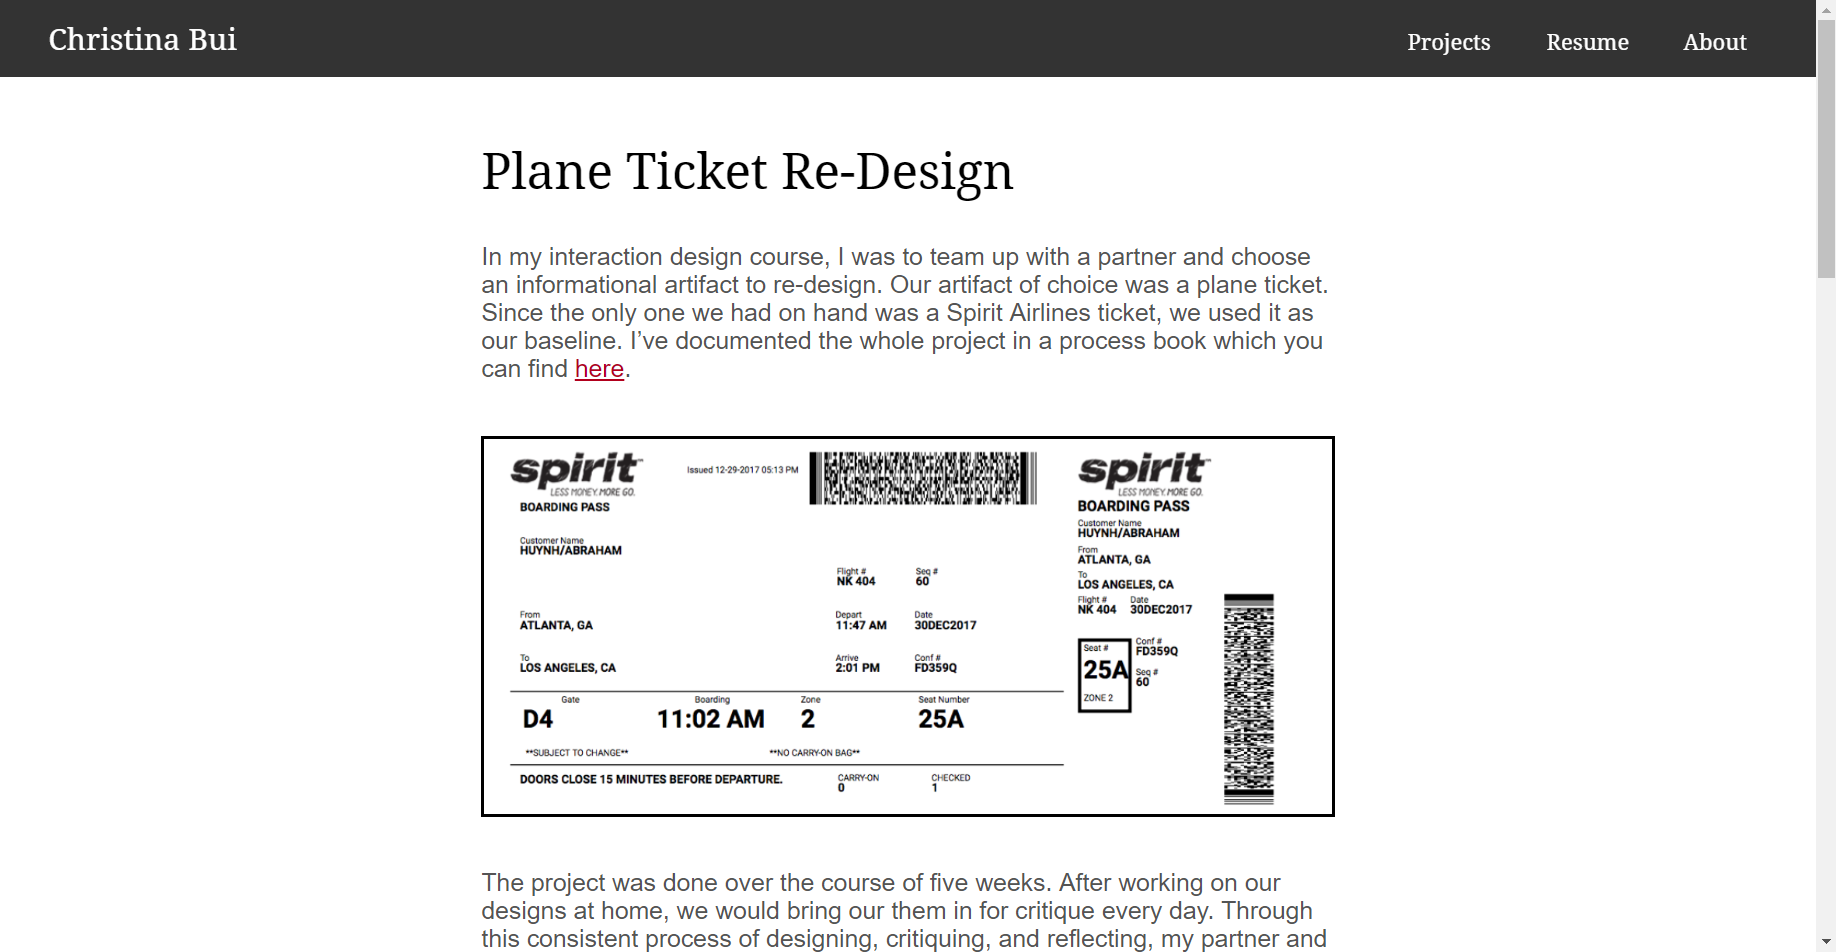 Christina Bui
Projects Resume About
Plane Ticket Re-Design
In my interaction design course, I was to team up with a partner and choose
an informational artifact to re-design. Our artifact of choice was a plane ticket.
Since the only one we had on hand was a Spirit Airlines ticket, we used it as
our baseline. I’ve documented the whole project in a process book which you
can find here.
spirit™
LESS MONEY. MORE GO.
BOARDING PASS
Issued 12-29-2017 05:13 PM
Customer Name
HUYNH/ABRAHAM
Flight # Seq #
NK 404 60
From Depart Date
ATLANTA, GA 11:47 AM 30DEC2017
To Arrive Conf #
LOS ANGELES, CA 2:01 PM FD359Q
Gate Boarding Zone Seat Number
D4 11:02 AM 2 25A
**SUBJECT TO CHANGE** **NO CARRY-ON BAG**
DOORS CLOSE 15 MINUTES BEFORE DEPARTURE. CARRY-ON CHECKED
0 1
spirit™
LESS MONEY. MORE GO.
BOARDING PASS
Customer Name
HUYNH/ABRAHAM
From
ATLANTA, GA
To
LOS ANGELES, CA
Flight # Date
NK 404 30DEC2017
Seat #
25A
ZONE 2
Conf #
FD359Q
Seq #
60
The project was done over the course of five weeks. After working on our
designs at home, we would bring our them in for critique every day. Through
this consistent process of designing, critiquing, and reflecting, my partner and